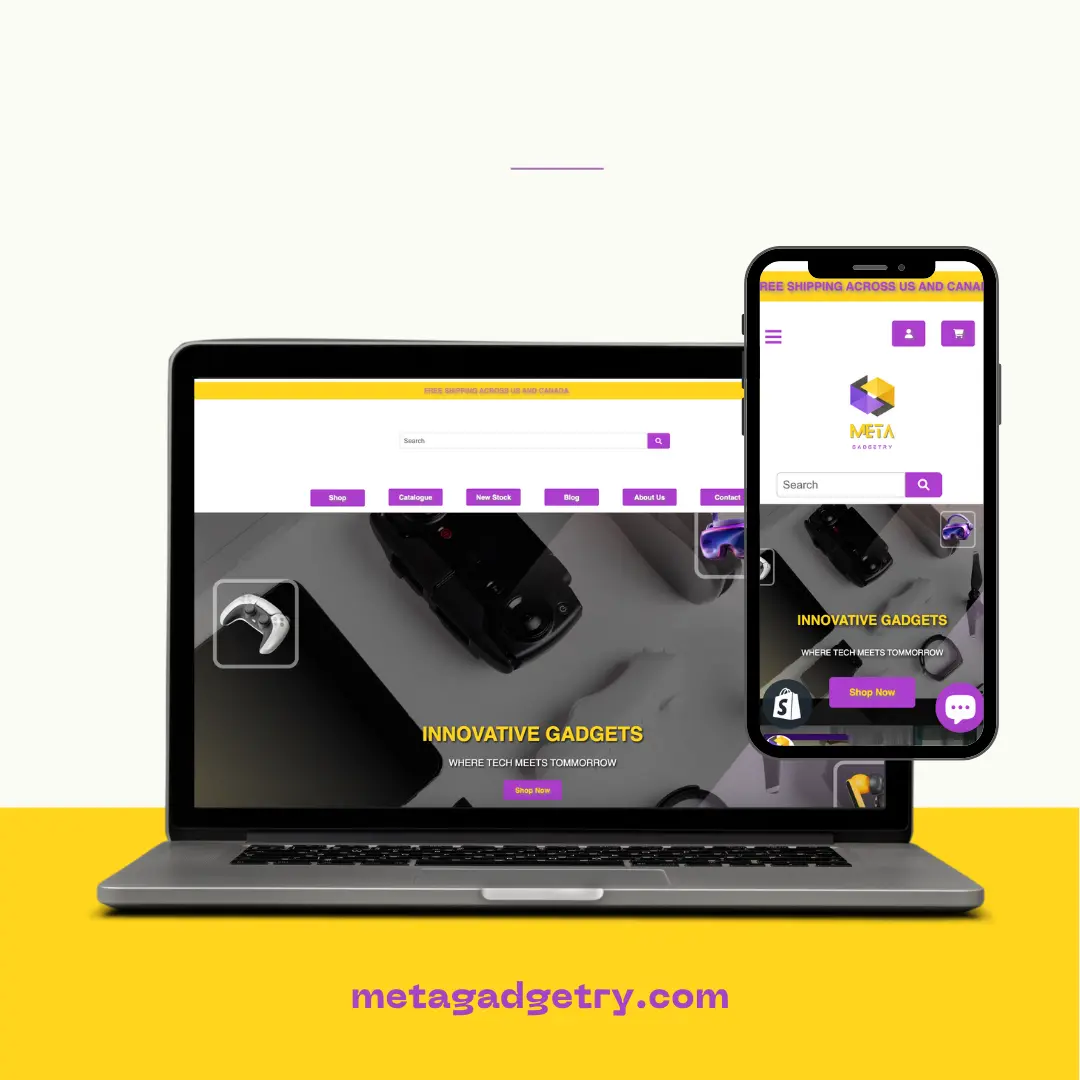 FREE SHIPPING ACROSS US AND CANADA
Search
Shop
Catalogue
New Stock
Blog
About Us
Contact
INNOVATIVE GADGETS
WHERE TECH MEETS TOMMORROW
Shop Now
REE SHIPPING ACROSS US AND CANA
META
GADGETRY
Search
INNOVATIVE GADGETS
WHERE TECH MEETS TOMMORROW
Shop Now
metagadgetry.com